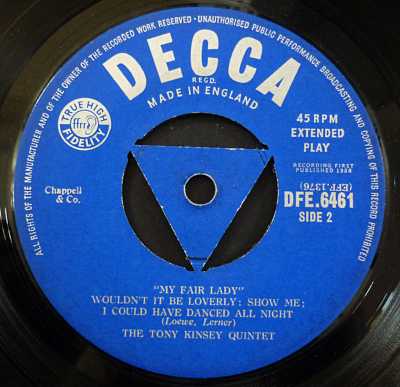 ALL RIGHTS OF THE MANUFACTURER AND OF THE OWNER OF THE RECORDED WORK RESERVED · UNAUTHORISED PUBLIC PERFORMANCE BROADCASTING AND COPYING OF THIS RECORD PROHIBITED
DECCA
REGD.
MADE IN ENGLAND
TRUE HIGH
ffrr
FIDELITY
45 RPM
EXTENDED
PLAY
RECORDING FIRST
PUBLISHED 1958
(EFF.1376)
DFE.6461
SIDE 2
Chappell
& Co.
"MY FAIR LADY"
WOULDN'T IT BE LOVERLY; SHOW ME;
I COULD HAVE DANCED ALL NIGHT
(Loewe, Lerner)
THE TONY KINSEY QUINTET